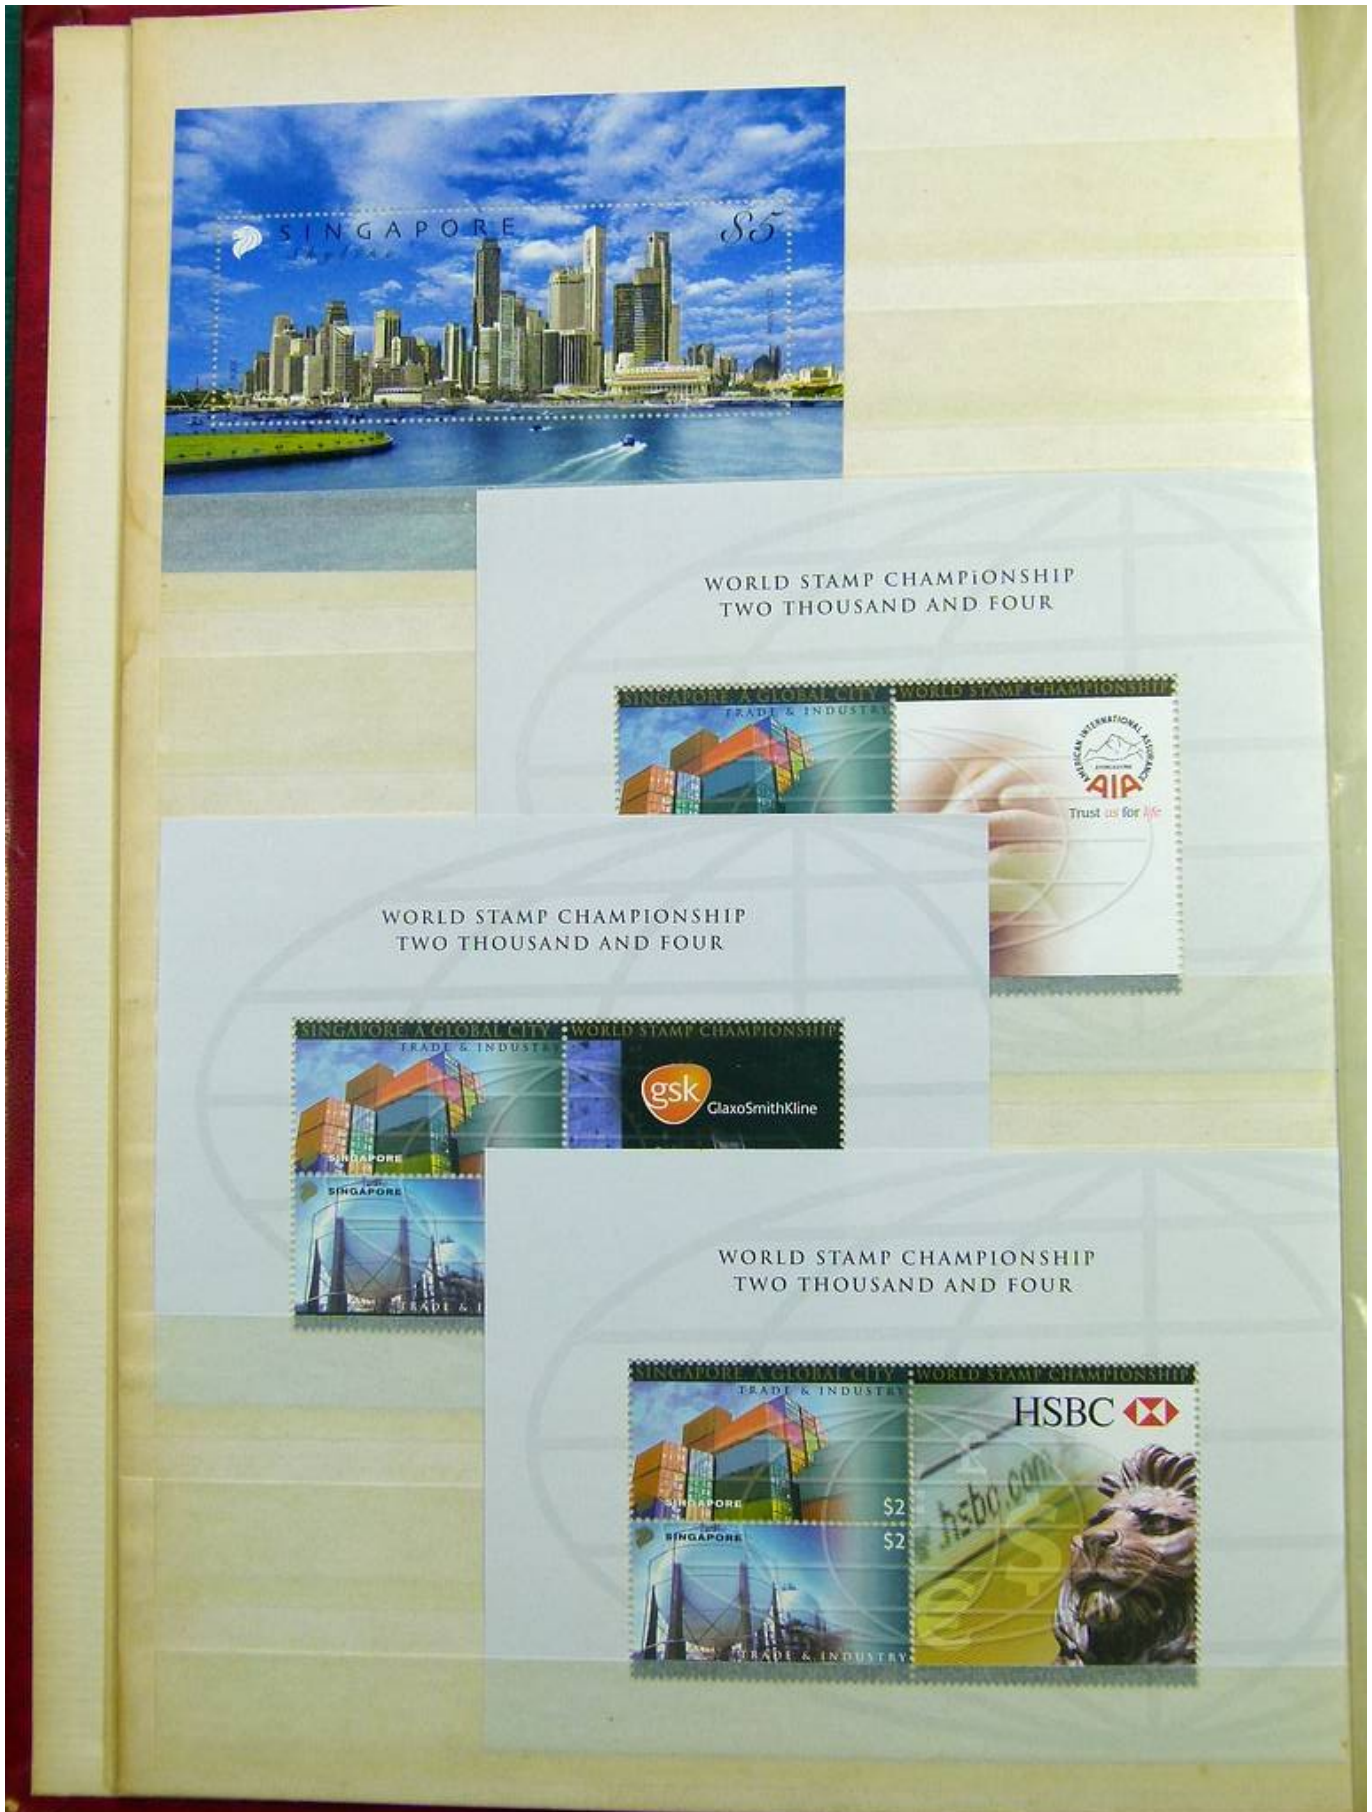 SINGAPORE
Skyline
$5
WORLD STAMP CHAMPiONSHIP
TWO THOUSAND AND FOUR
SINGAPORE A GLOBAL CITY
WORLD STAMP CHAMPIONSHIP
TRADE & INDUSTRY
AMERICAN INTERNATIONAL ASSURANCE
AIA
Trust us for life
WORLD STAMP CHAMPIONSHIP
TWO THOUSAND AND FOUR
SINGAPORE A GLOBAL CITY
WORLD STAMP CHAMPIONSHIP
TRADE & INDUSTRY
gsk
GlaxoSmithKline
SINGAPORE
SINGAPORE
TRADE & I
WORLD STAMP CHAMPIONSHIP
TWO THOUSAND AND FOUR
SINGAPORE A GLOBAL CITY
WORLD STAMP CHAMPIONSHIP
TRADE & INDUSTRY
HSBC
.hsbc.com
SINGAPORE
$2
SINGAPORE
$2
$
TRADE & INDUSTRY